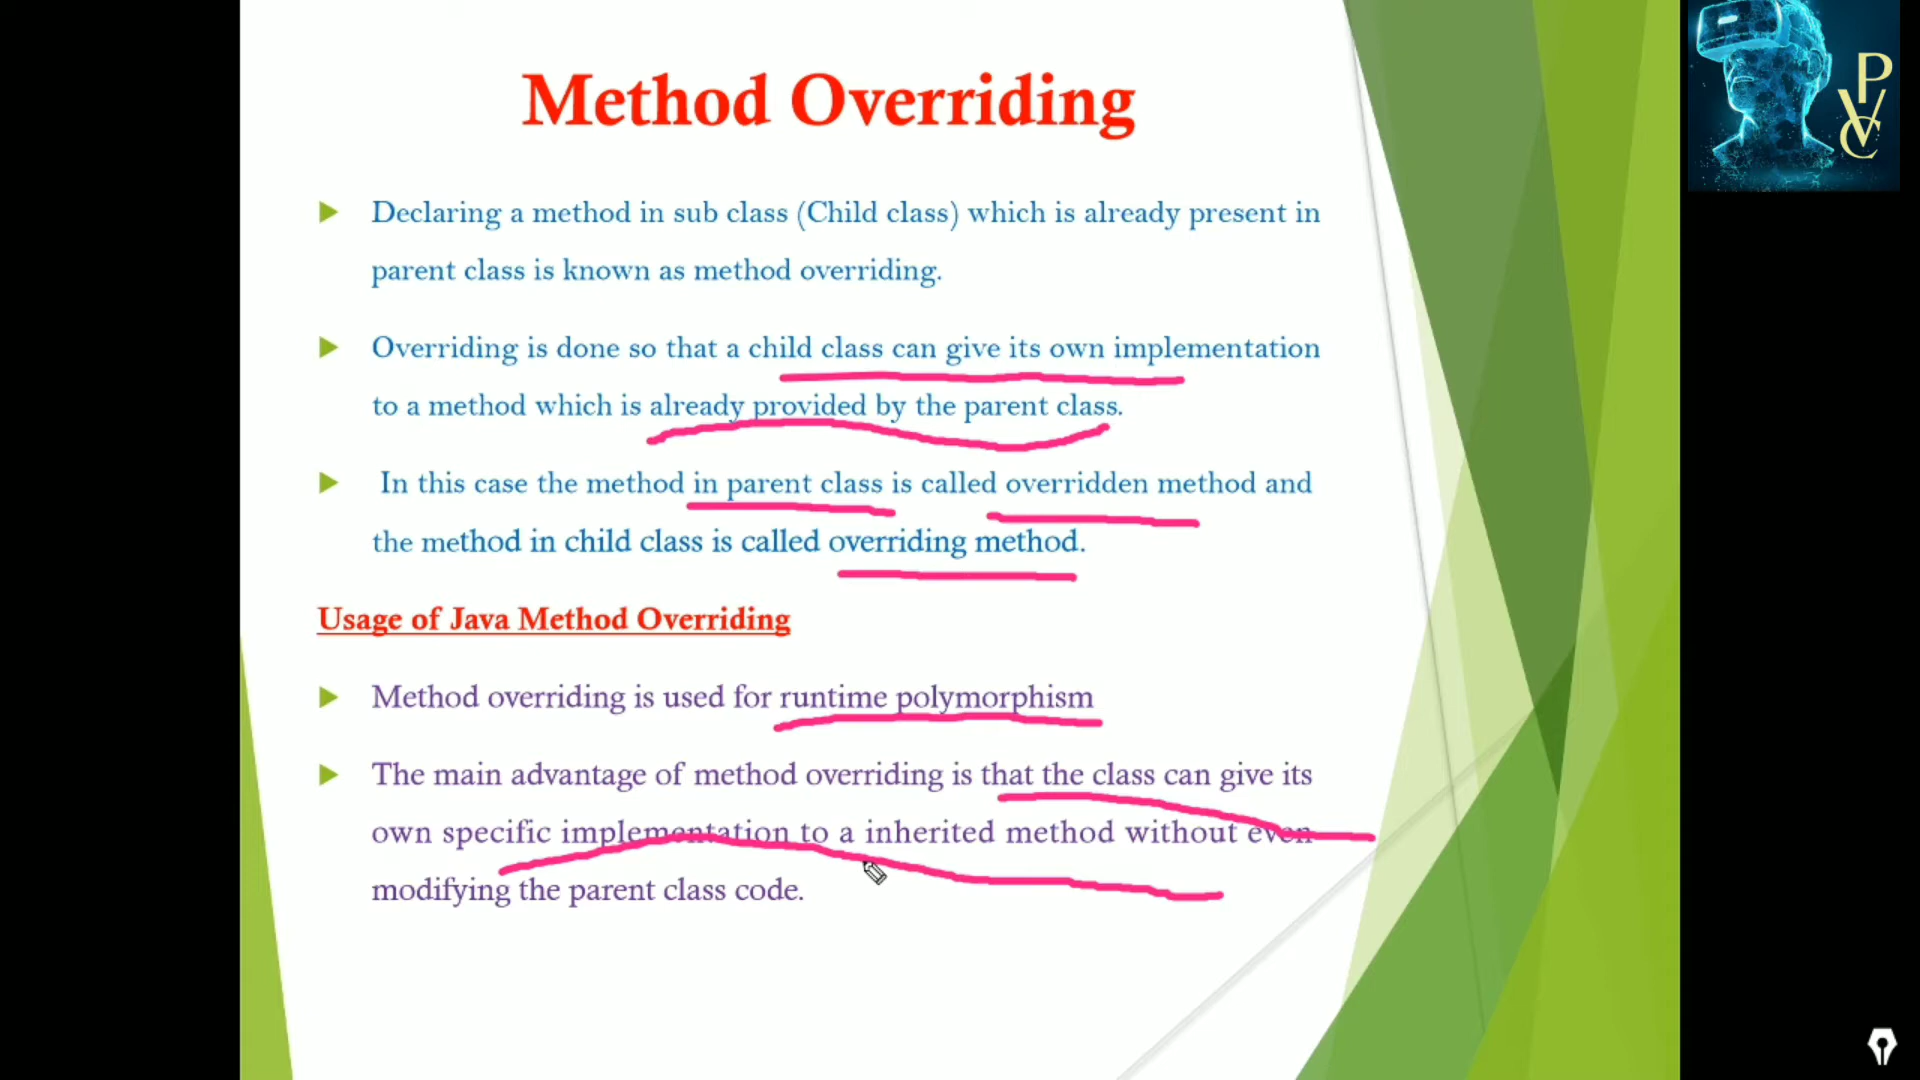 Method Overriding
Declaring a method in sub class (Child class) which is already present in
parent class is known as method overriding.
Overriding is done so that a child class can give its own implementation
to a method which is already provided by the parent class.
In this case the method in parent class is called overridden method and
the method in child class is called overriding method.
Usage of Java Method Overriding
Method overriding is used for runtime polymorphism
The main advantage of method overriding is that the class can give its
own specific implementation to a inherited method without even
modifying the parent class code.
P
V
C